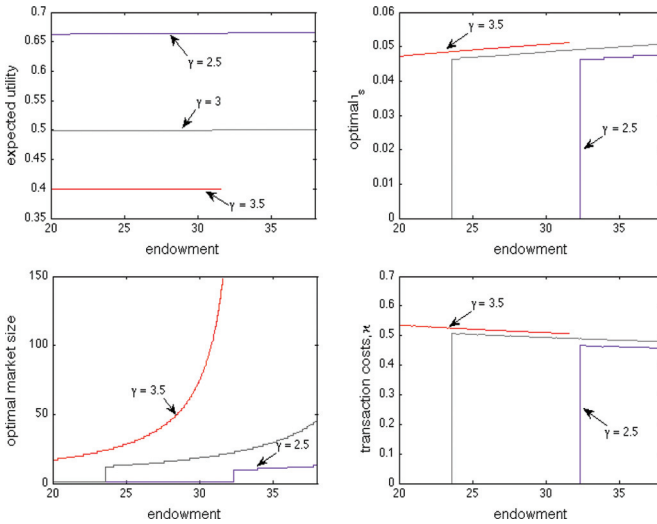 expected utility
0.7
0.65
0.6
0.55
0.5
0.45
0.4
0.35
γ = 2.5
γ = 3
γ = 3.5
20 25 30 35
endowment
optimal
s
0.06
0.05
0.04
0.03
0.02
0.01
0
γ = 3.5
γ = 2.5
20 25 30 35
endowment
optimal market size
150
100
50
0
γ = 3.5
γ = 2.5
20 25 30 35
endowment
transaction costs, ϰ
0.7
0.6
0.5
0.4
0.3
0.2
0.1
0
γ = 3.5
γ = 2.5
20 25 30 35
endowment